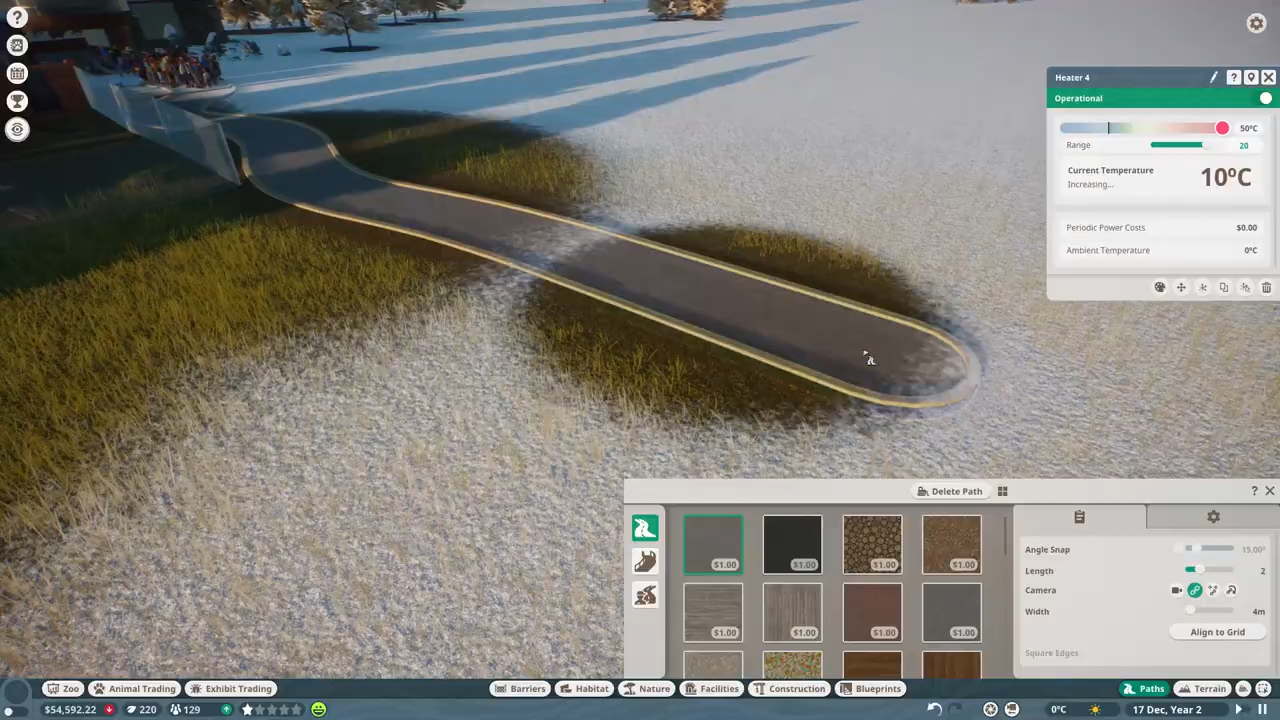 Heater 4
?
Operational
50°C
Range
20
Current Temperature
10°C
Increasing...
Periodic Power Costs
$0.00
Ambient Temperature
0°C
Delete Path
?
$1.00
$1.00
$1.00
$1.00
$1.00
$1.00
$1.00
$1.00
Angle Snap
15.00°
Length
2
Camera
Width
4m
Align to Grid
Square Edges
Zoo
Animal Trading
Exhibit Trading
Barriers
Habitat
Nature
Facilities
Construction
Blueprints
Paths
Terrain
$54,592.22
220
129
0°C
17 Dec, Year 2